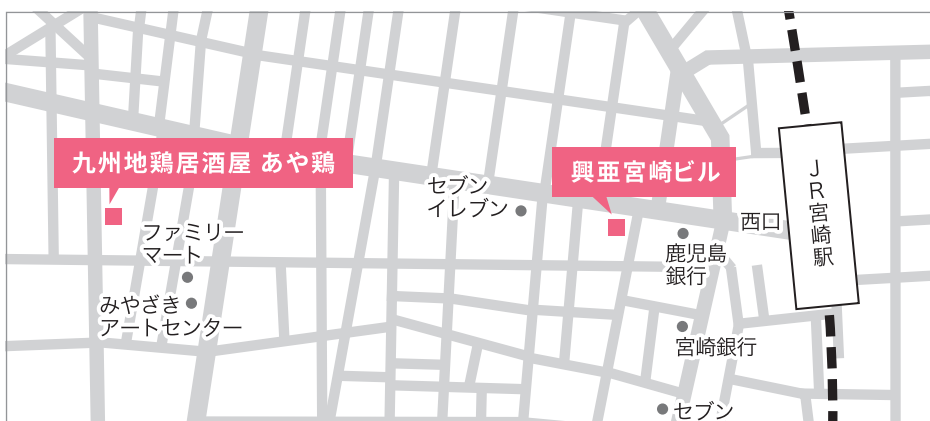 九州地鶏居酒屋 あや鶏
興亜宮崎ビル
JR宮崎駅
セブン
イレブン
西口
ファミリー
マート
鹿児島
銀行
みやざき
アートセンター
宮崎銀行
セブン